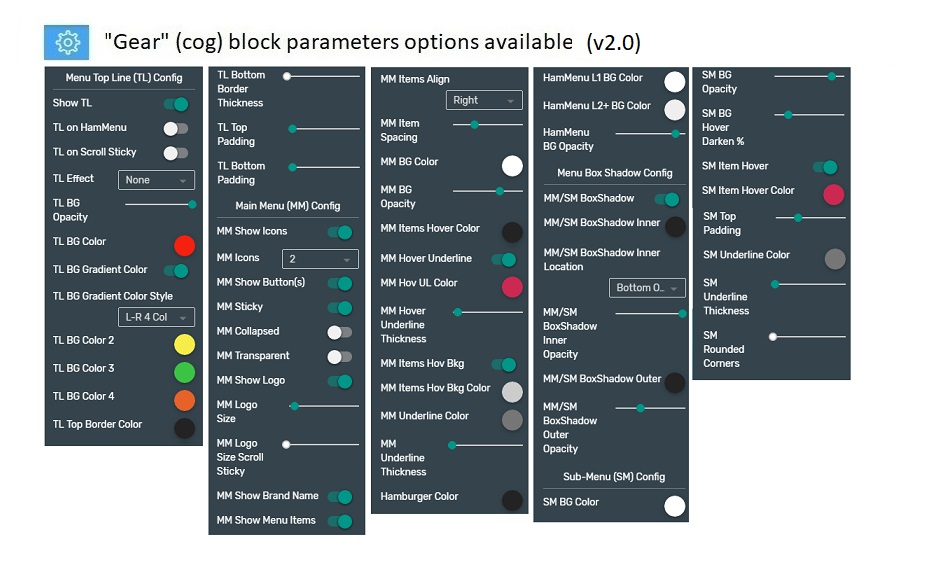 "Gear" (cog) block parameters options available (v2.0)
Menu Top Line (TL) Config
Show TL
TL on HamMenu
TL on Scroll Sticky
TL Effect
None
TL BG
Opacity
TL BG Color
TL BG Gradient Color
TL BG Gradient Color Style
L-R 4 Col
TL BG Color 2
TL BG Color 3
TL BG Color 4
TL Top Border Color
TL Bottom
Border
Thickness
TL Top
Padding
TL Bottom
Padding
Main Menu (MM) Config
MM Show Icons
MM Icons
2
MM Show Button(s)
MM Sticky
MM Collapsed
MM Transparent
MM Show Logo
MM Logo
Size
MM Logo
Size Scroll
Sticky
MM Show Brand Name
MM Show Menu Items
MM Items Align
Right
MM Item
Spacing
MM BG Color
MM BG
Opacity
MM Items Hover Color
MM Hover Underline
MM Hov UL Color
MM Hover
Underline
Thickness
MM Items Hov Bkg
MM Items Hov Bkg Color
MM Underline Color
MM
Underline
Thickness
Hamburger Color
HamMenu L1 BG Color
HamMenu L2+ BG Color
HamMenu
BG Opacity
Menu Box Shadow Config
MM/SM BoxShadow
MM/SM BoxShadow Inner
MM/SM BoxShadow Inner
Location
Bottom O...
MM/SM
BoxShadow
Inner
Opacity
MM/SM BoxShadow Outer
MM/SM
BoxShadow
Outer
Opacity
Sub-Menu (SM) Config
SM BG Color
SM BG
Opacity
SM BG
Hover
Darken %
SM Item Hover
SM Item Hover Color
SM Top
Padding
SM Underline Color
SM
Underline
Thickness
SM
Rounded
Corners